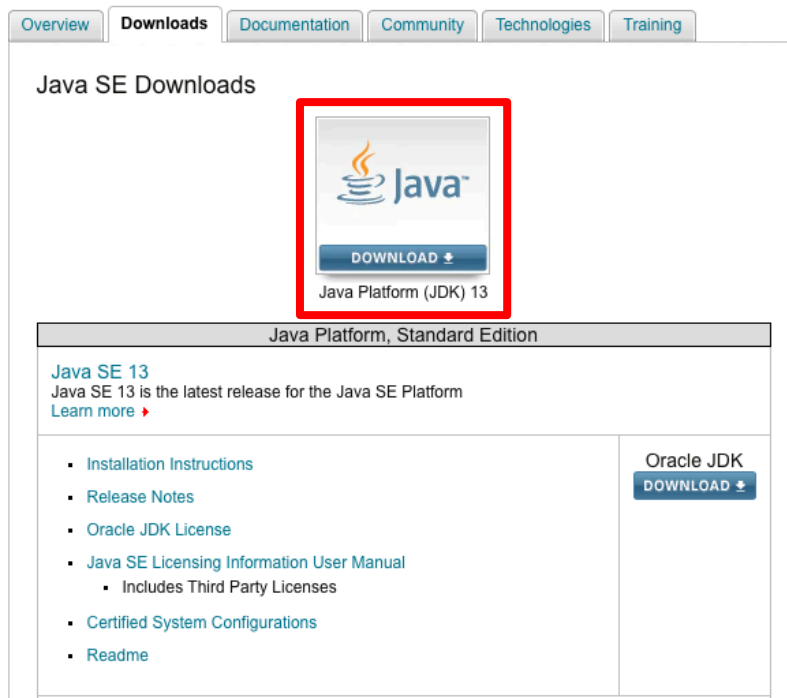 Overview Downloads Documentation Community Technologies Training
Java SE Downloads
Java™
DOWNLOAD
Java Platform (JDK) 13
Java Platform, Standard Edition
Java SE 13
Java SE 13 is the latest release for the Java SE Platform
Learn more
Installation Instructions
Release Notes
Oracle JDK License
Java SE Licensing Information User Manual
Includes Third Party Licenses
Certified System Configurations
Readme
Oracle JDK
DOWNLOAD